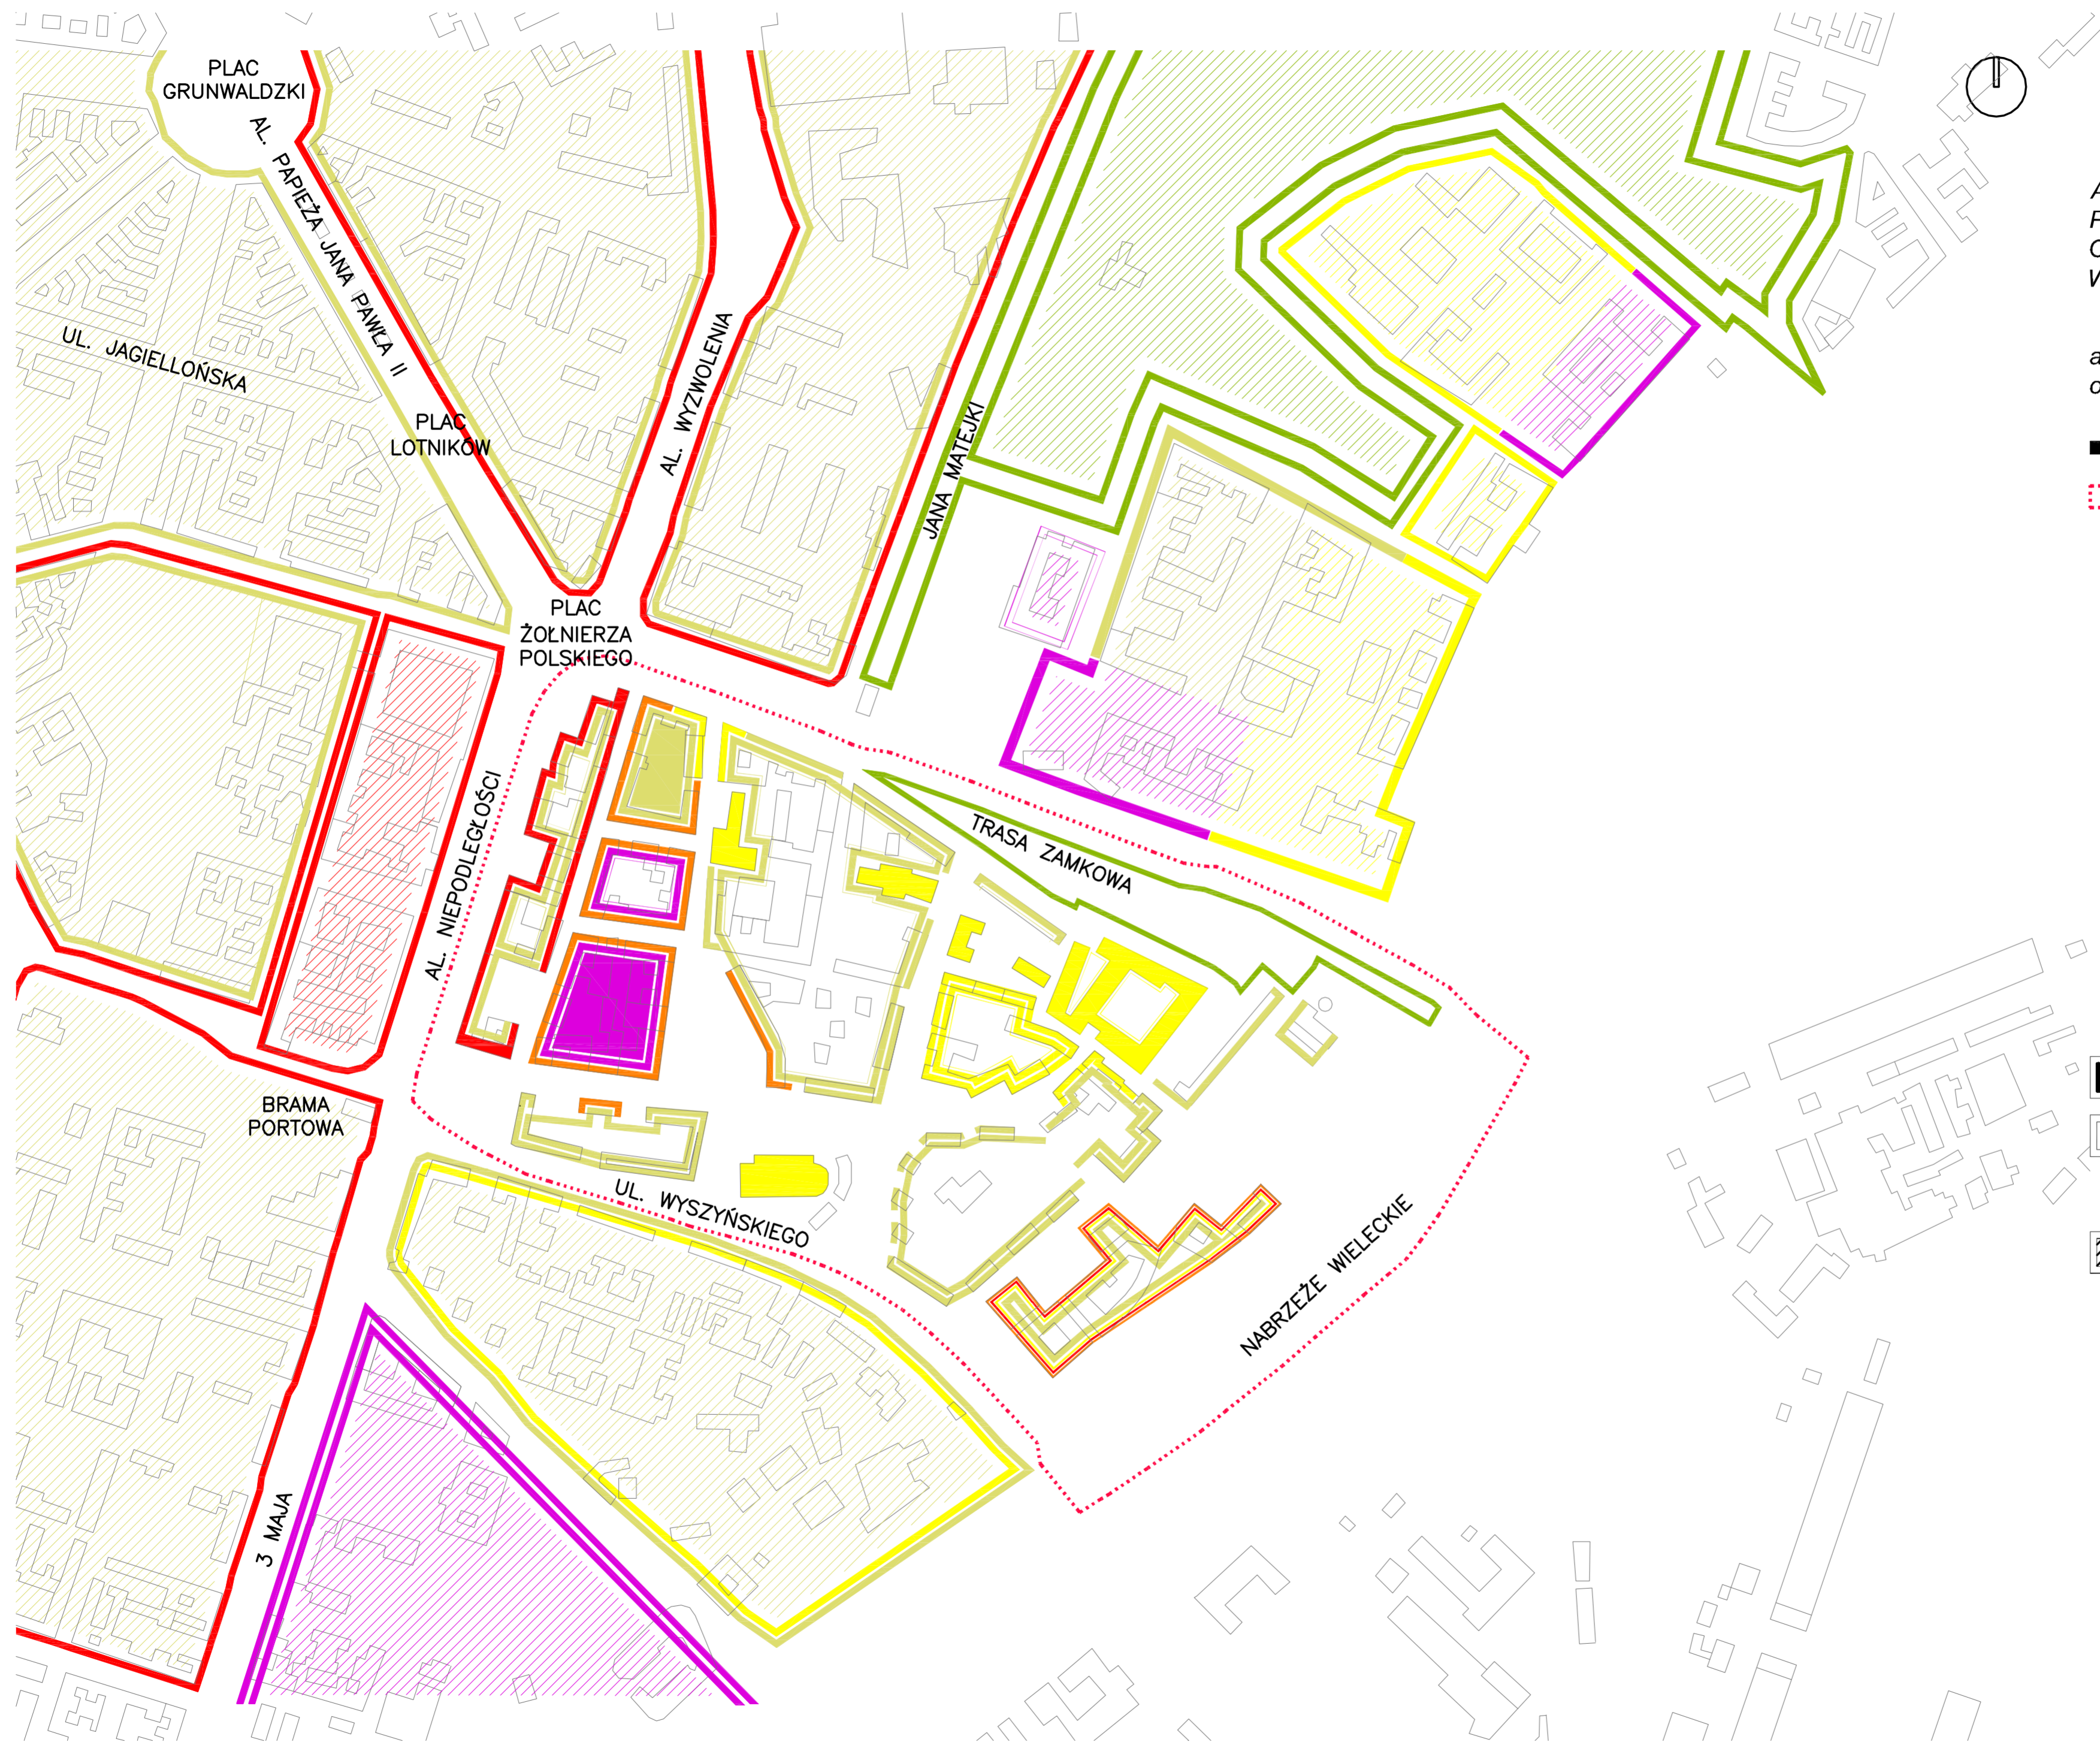 PLAC
GRUNWALDZKI
AL. PAPIEŻA JANA PAWŁA II
UL. JAGIELLOŃSKA
PLAC
LOTNIKÓW
AL. WYZWOLENIA
JANA MATEJKI
PLAC
ŻOŁNIERZA
POLSKIEGO
AL. NIEPODLEGŁOŚCI
TRASA ZAMKOWA
BRAMA
PORTOWA
UL. WYSZYŃSKIEGO
NABRZEŻE WIELECKIE
3 MAJA